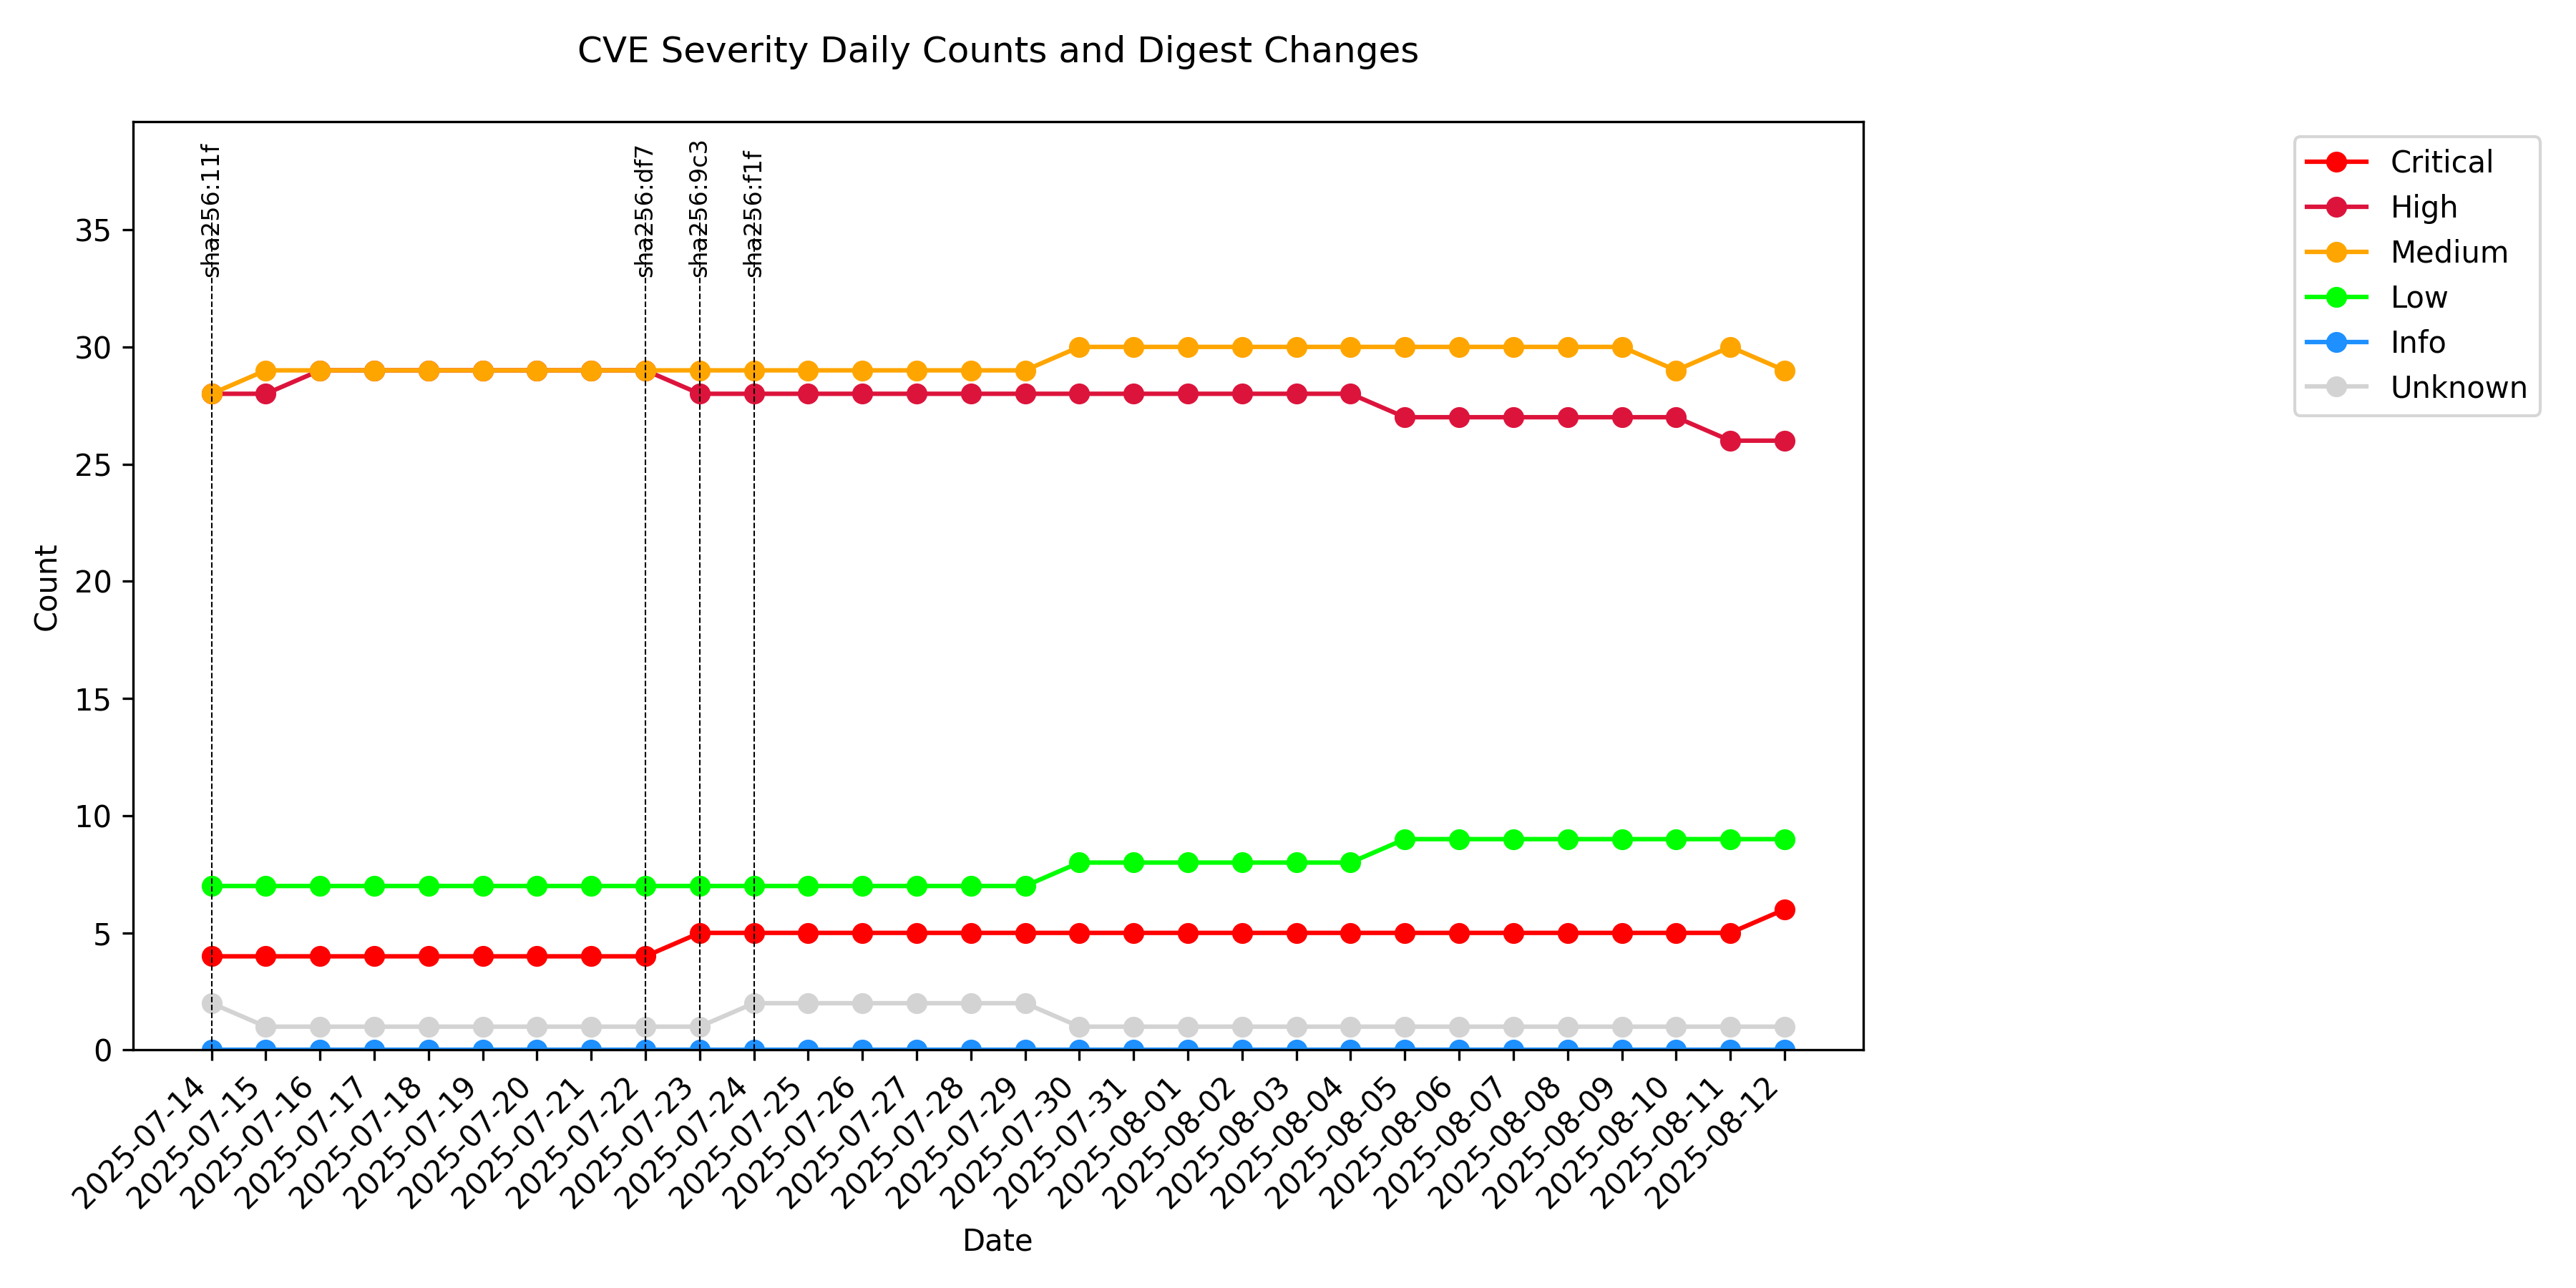 CVE Severity Daily Counts and Digest Changes
sha256:11f
sha256:df7
sha256:9c3
sha256:f1f
Critical
High
Medium
Low
Info
Unknown
Count
35
30
25
20
15
10
5
0
2025-07-14
2025-07-15
2025-07-16
2025-07-17
2025-07-18
2025-07-19
2025-07-20
2025-07-21
2025-07-22
2025-07-23
2025-07-24
2025-07-25
2025-07-26
2025-07-27
2025-07-28
2025-07-29
2025-07-30
2025-07-31
2025-08-01
2025-08-02
2025-08-03
2025-08-04
2025-08-05
2025-08-06
2025-08-07
2025-08-08
2025-08-09
2025-08-10
2025-08-11
2025-08-12
Date